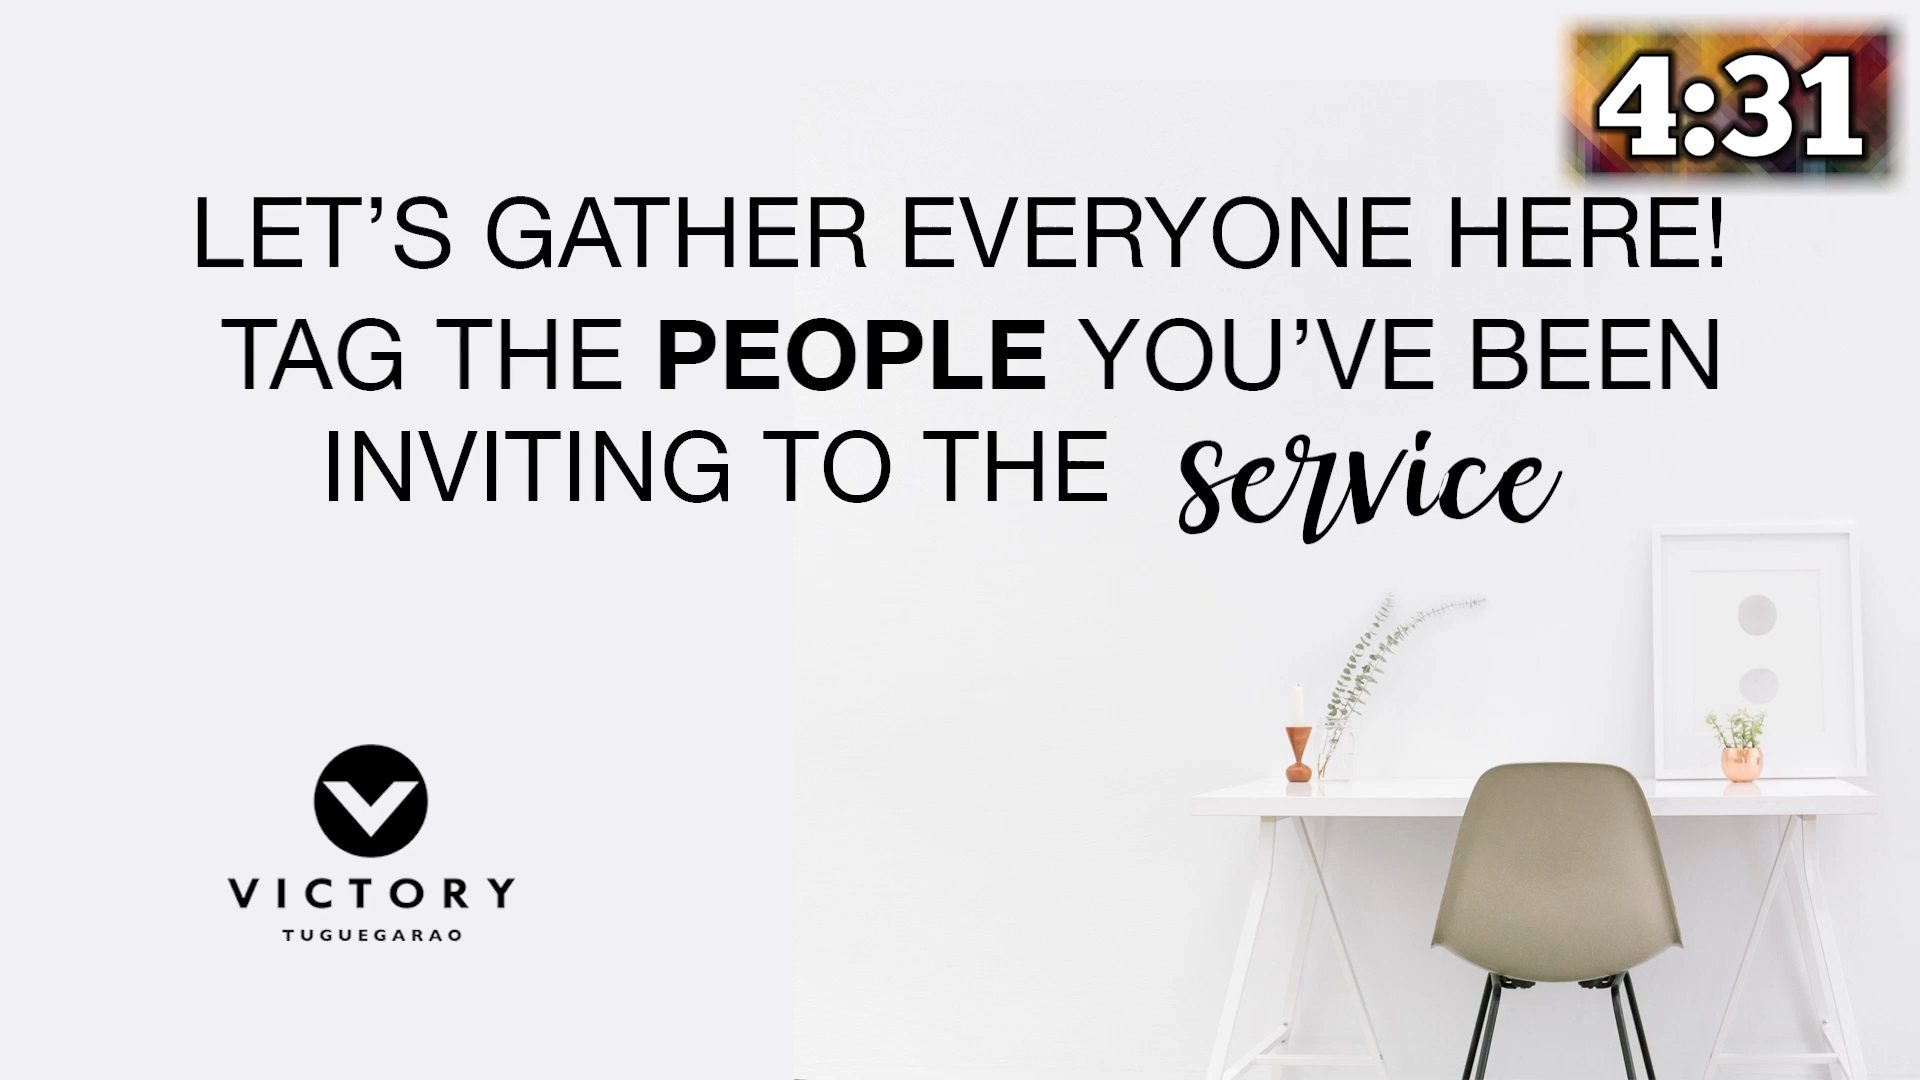 4:31
LET’S GATHER EVERYONE HERE!
TAG THE PEOPLE YOU’VE BEEN
INVITING TO THE service
VICTORY
TUGUEGARAO